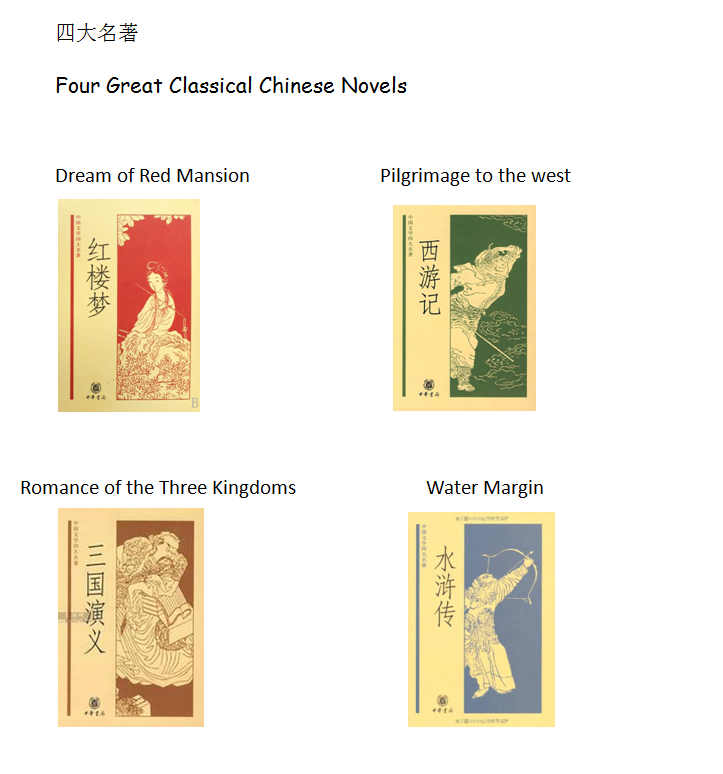 四大名著
Four Great Classical Chinese Novels
Dream of Red Mansion
Pilgrimage to the west
中国文学四大名著
红楼梦
中华书局
B
中国文学四大名著
西游记
中华书局
Romance of the Three Kingdoms
Water Margin
中国文学四大名著
三国演义
中华书局
中国文学四大名著
水浒传
中华书局